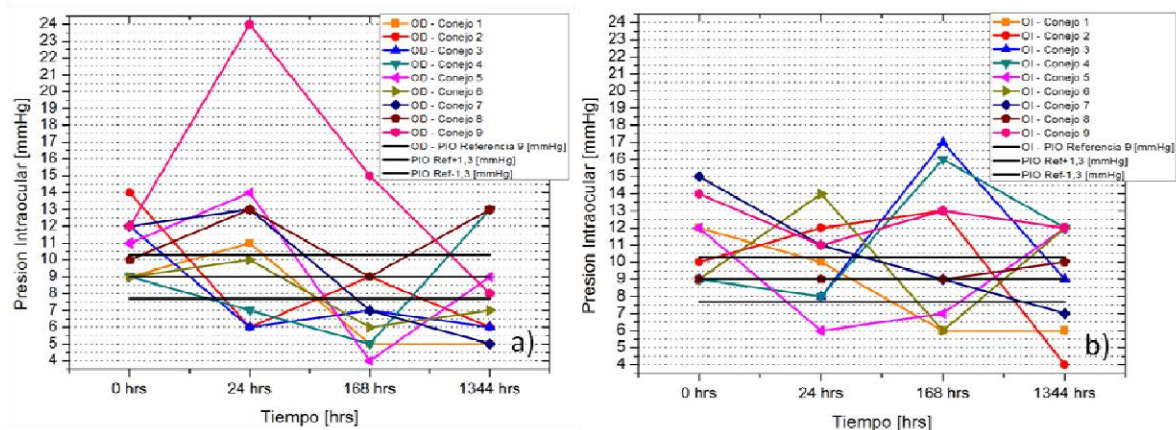 Presion Intraocular [mmHg]
24
23
22
21
20
19
18
17
16
15
14
13
12
11
10
9
8
7
6
5
4
OD - Conejo 1
OD - Conejo 2
OD - Conejo 3
OD - Conejo 4
OD - Conejo 5
OD - Conejo 6
OD - Conejo 7
OD - Conejo 8
OD - Conejo 9
OD - PIO Referencia 9 [mmHg]
PIO Ref+1,3 [mmHg]
PIO Ref-1,3 [mmHg]
a)
0 hrs
24 hrs
168 hrs
1344 hrs
Tiempo [hrs]
Presion Intraocular [mmHg]
24
23
22
21
20
19
18
17
16
15
14
13
12
11
10
9
8
7
6
5
4
OI - Conejo 1
OI - Conejo 2
OI - Conejo 3
OI - Conejo 4
OI - Conejo 5
OI - Conejo 6
OI - Conejo 7
OI - Conejo 8
OI - Conejo 9
OI - PIO Referencia 9 [mmHg]
PIO Ref+1,3 [mmHg]
PIO Ref-1,3 [mmHg]
b)
0 hrs
24 hrs
168 hrs
1344 hrs
Tiempo [hrs]